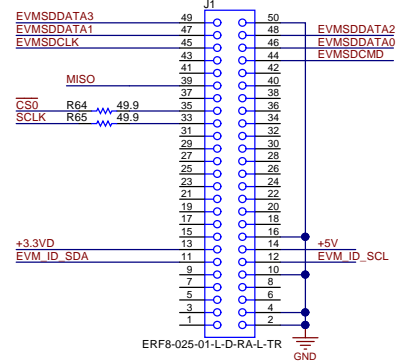 J1
EVMSDDATA3 49 50
EVMSDDATA1 47 48 EVMSDDATA2
EVMSDCLK 45 46 EVMSDDATA0
43 44 EVMSDCMD
41 42
MISO 39 40
37 38
CS0 R64 49.9 35 36
SCLK R65 49.9 33 34
31 32
29 30
27 28
25 26
23 24
21 22
19 20
17 18
15 16
+3.3VD 13 14 +5V
EVM_ID_SDA 11 12 EVM_ID_SCL
9 10
7 8
5 6
3 4
1 2
ERF8-025-01-L-D-RA-L-TR
GND